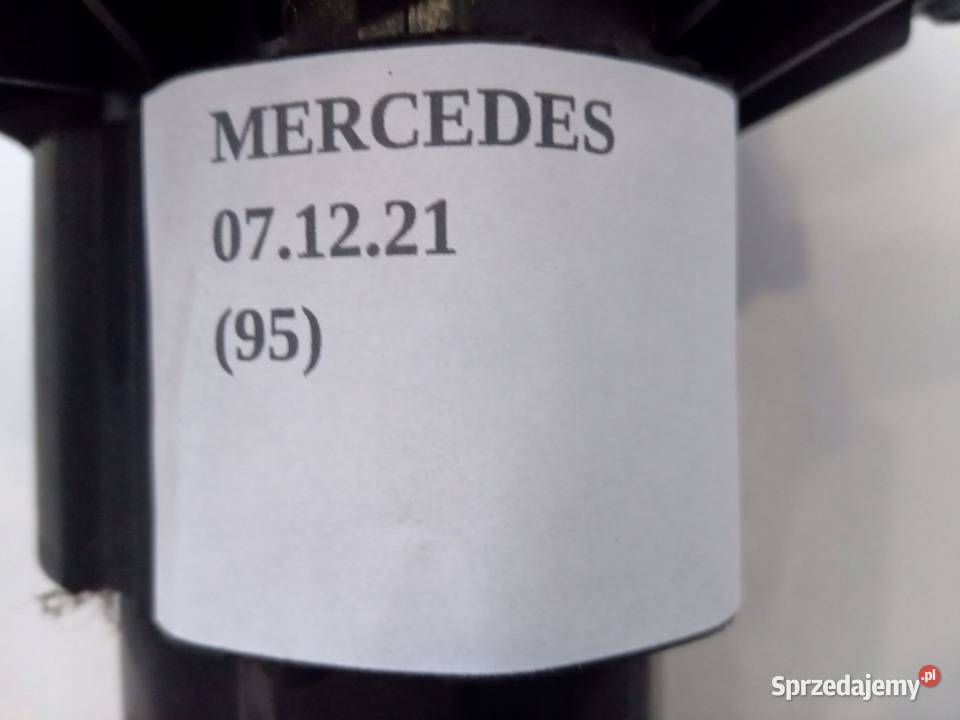 MERCEDES
07.12.21
(95)
Sprzedajemy.pl